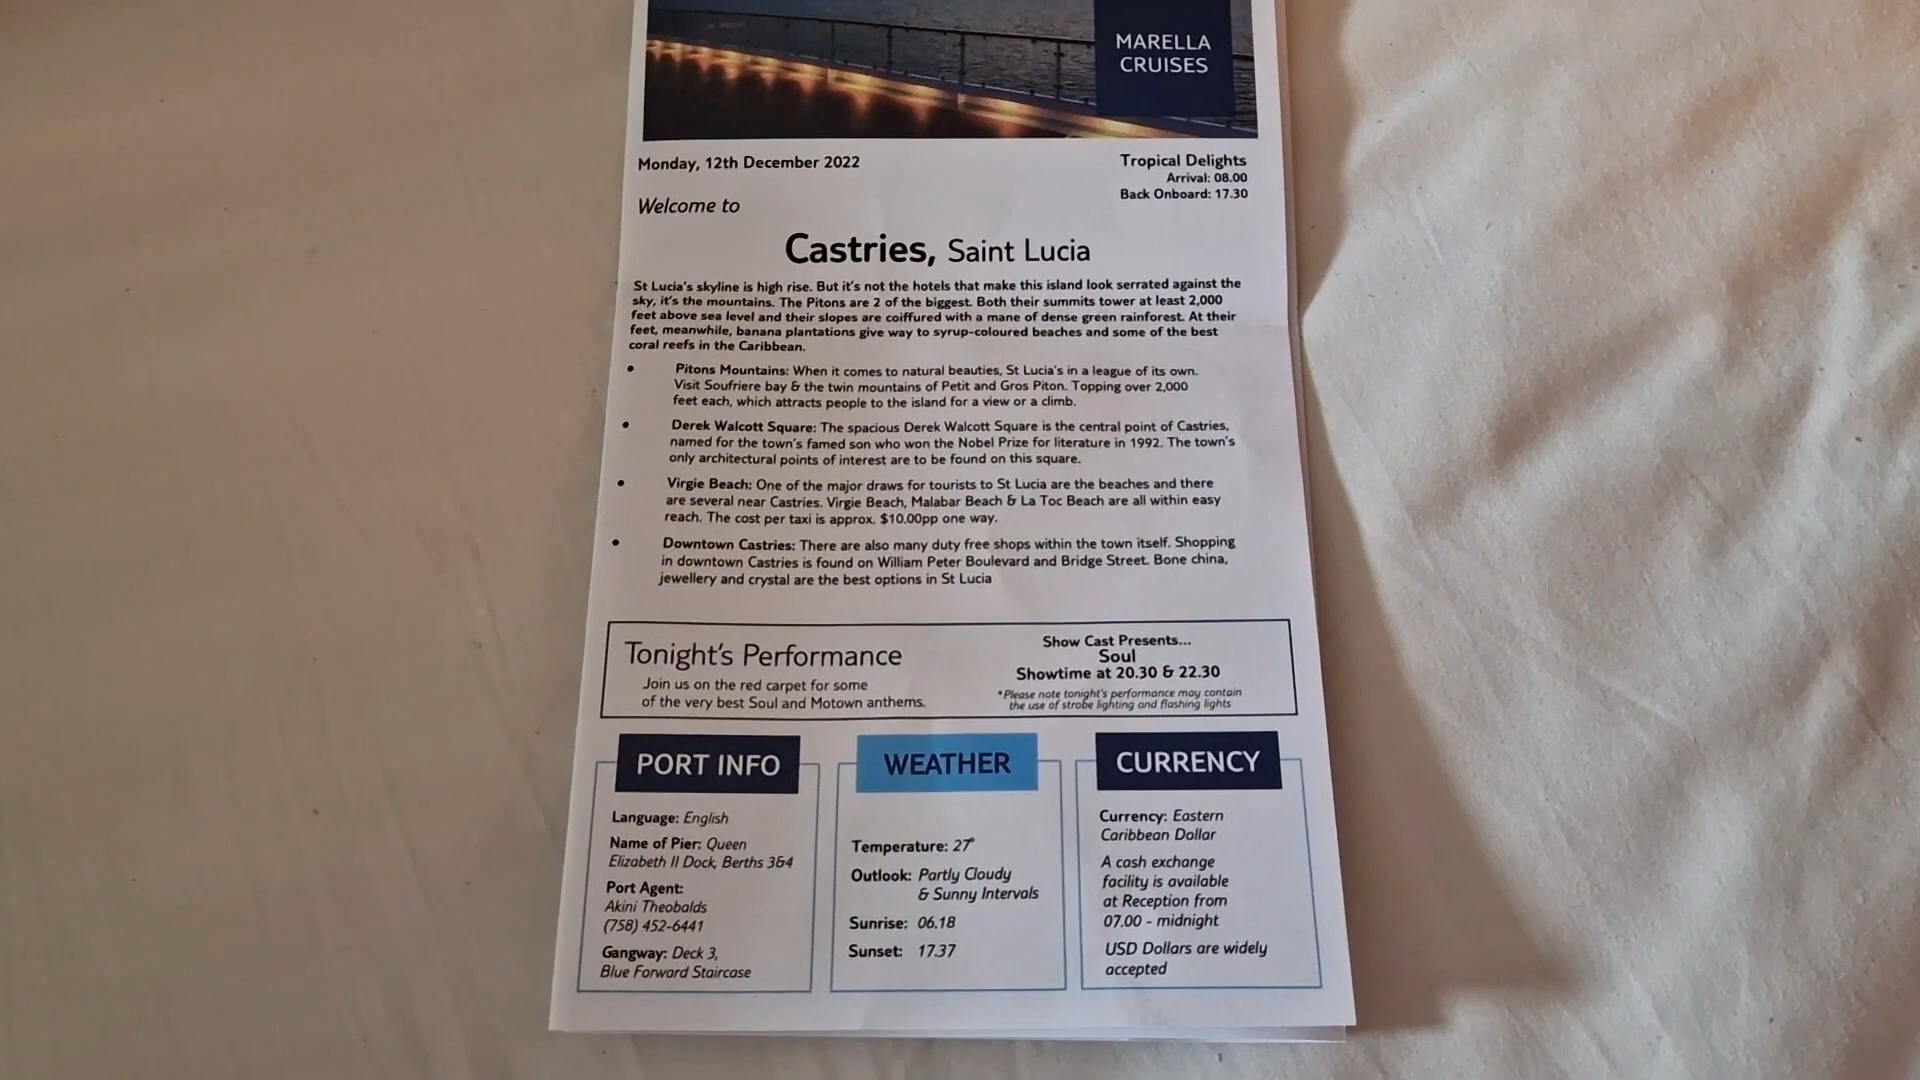 MARELLA
CRUISES
Monday, 12th December 2022
Tropical Delights
Arrival: 08.00
Back Onboard: 17.30
Welcome to
Castries, Saint Lucia
St Lucia's skyline is high rise. But it's not the hotels that make this island look serrated against the
sky, it's the mountains. The Pitons are 2 of the biggest. Both their summits tower at least 2,000
feet above sea level and their slopes are coiffured with a mane of dense green rainforest. At their
feet, meanwhile, banana plantations give way to syrup-coloured beaches and some of the best
coral reefs in the Caribbean.
• Pitons Mountains: When it comes to natural beauties, St Lucia's in a league of its own.
Visit Soufriere bay & the twin mountains of Petit and Gros Piton. Topping over 2,000
feet each, which attracts people to the island for a view or a climb.
• Derek Walcott Square: The spacious Derek Walcott Square is the central point of Castries,
named for the town's famed son who won the Nobel Prize for literature in 1992. The town's
only architectural points of interest are to be found on this square.
• Virgie Beach: One of the major draws for tourists to St Lucia are the beaches and there
are several near Castries. Virgie Beach, Malabar Beach & La Toc Beach are all within easy
reach. The cost per taxi is approx. $10.00pp one way.
• Downtown Castries: There are also many duty free shops within the town itself. Shopping
in downtown Castries is found on William Peter Boulevard and Bridge Street. Bone china,
jewellery and crystal are the best options in St Lucia
Tonight's Performance
Join us on the red carpet for some
of the very best Soul and Motown anthems.
Show Cast Presents...
Soul
Showtime at 20.30 & 22.30
*Please note tonight's performance may contain
the use of strobe lighting and flashing lights
PORT INFO
Language: English
Name of Pier: Queen
Elizabeth II Dock, Berths 3&4
Port Agent:
Akini Theobalds
(758) 452-6441
Gangway: Deck 3,
Blue Forward Staircase
WEATHER
Temperature: 27°
Outlook: Partly Cloudy
& Sunny Intervals
Sunrise: 06.18
Sunset: 17.37
CURRENCY
Currency: Eastern
Caribbean Dollar
A cash exchange
facility is available
at Reception from
07.00 - midnight
USD Dollars are widely
accepted